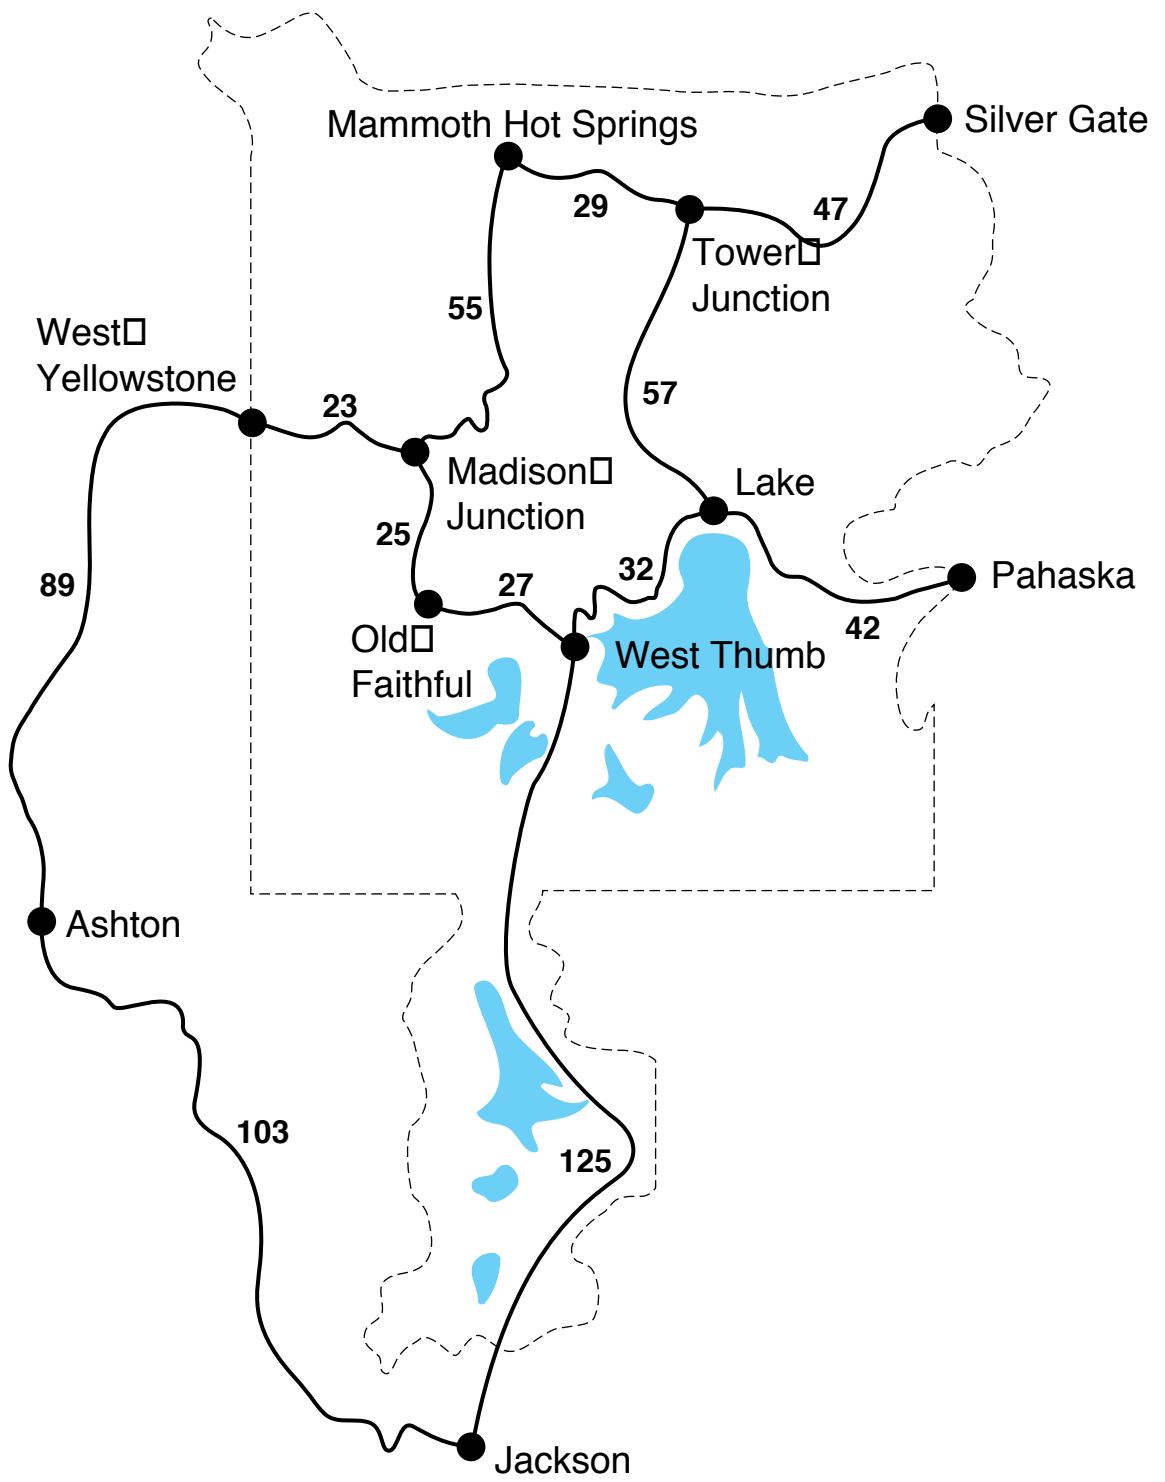 Mammoth Hot Springs
Silver Gate
29
47
Tower
Junction
55
West
Yellowstone
57
23
Madison
Junction
Lake
25
32
27
89
Pahaska
42
Old
Faithful
West Thumb
Ashton
103
125
Jackson